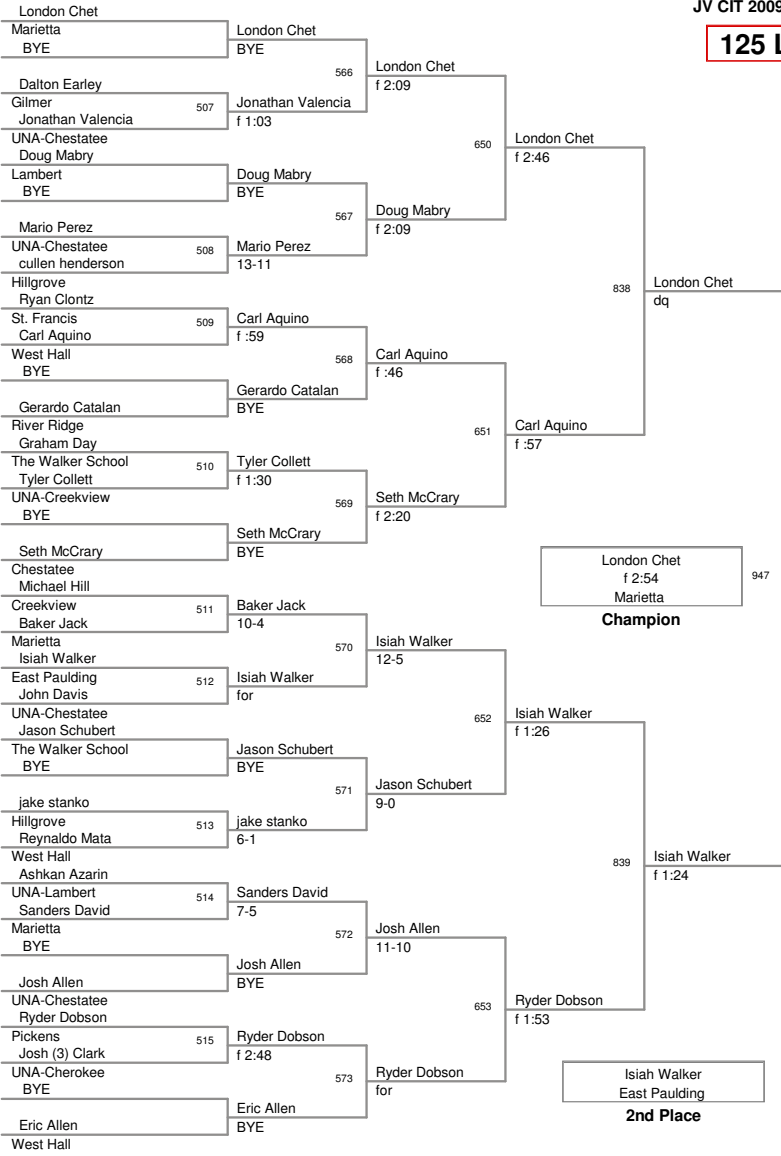 JV CIT 2009
125 L
London Chet
Marietta
BYE
Dalton Earley
Gilmer
Jonathan Valencia
UNA-Chestatee
Doug Mabry
Lambert
BYE
Mario Perez
UNA-Chestatee
cullen henderson
Hillgrove
Ryan Clontz
St. Francis
Carl Aquino
West Hall
BYE
Gerardo Catalan
River Ridge
Graham Day
The Walker School
Tyler Collett
UNA-Creekview
BYE
Seth McCrary
Chestatee
Michael Hill
Creekview
Baker Jack
Marietta
Isiah Walker
East Paulding
John Davis
UNA-Chestatee
Jason Schubert
The Walker School
BYE
jake stanko
Hillgrove
Reynaldo Mata
West Hall
Ashkan Azarin
UNA-Lambert
Sanders David
Marietta
BYE
Josh Allen
UNA-Chestatee
Ryder Dobson
Pickens
Josh (3) Clark
UNA-Cherokee
BYE
Eric Allen
West Hall
507
508
509
510
511
512
513
514
515
London Chet
BYE
Jonathan Valencia
f 1:03
Doug Mabry
BYE
Mario Perez
13-11
Carl Aquino
f :59
Gerardo Catalan
BYE
Tyler Collett
f 1:30
Seth McCrary
BYE
Baker Jack
10-4
Isiah Walker
for
Jason Schubert
BYE
jake stanko
6-1
Sanders David
7-5
Josh Allen
BYE
Ryder Dobson
f 2:48
Eric Allen
BYE
566
567
568
569
570
571
572
573
London Chet
f 2:09
Doug Mabry
f 2:09
Carl Aquino
f :46
Seth McCrary
f 2:20
Isiah Walker
12-5
Jason Schubert
9-0
Josh Allen
11-10
Ryder Dobson
for
650
651
652
653
London Chet
f 2:46
Carl Aquino
f :57
Isiah Walker
f 1:26
Ryder Dobson
f 1:53
838
839
London Chet
dq
Isiah Walker
f 1:24
London Chet
f 2:54
Marietta
947
Champion
Isiah Walker
East Paulding
2nd Place